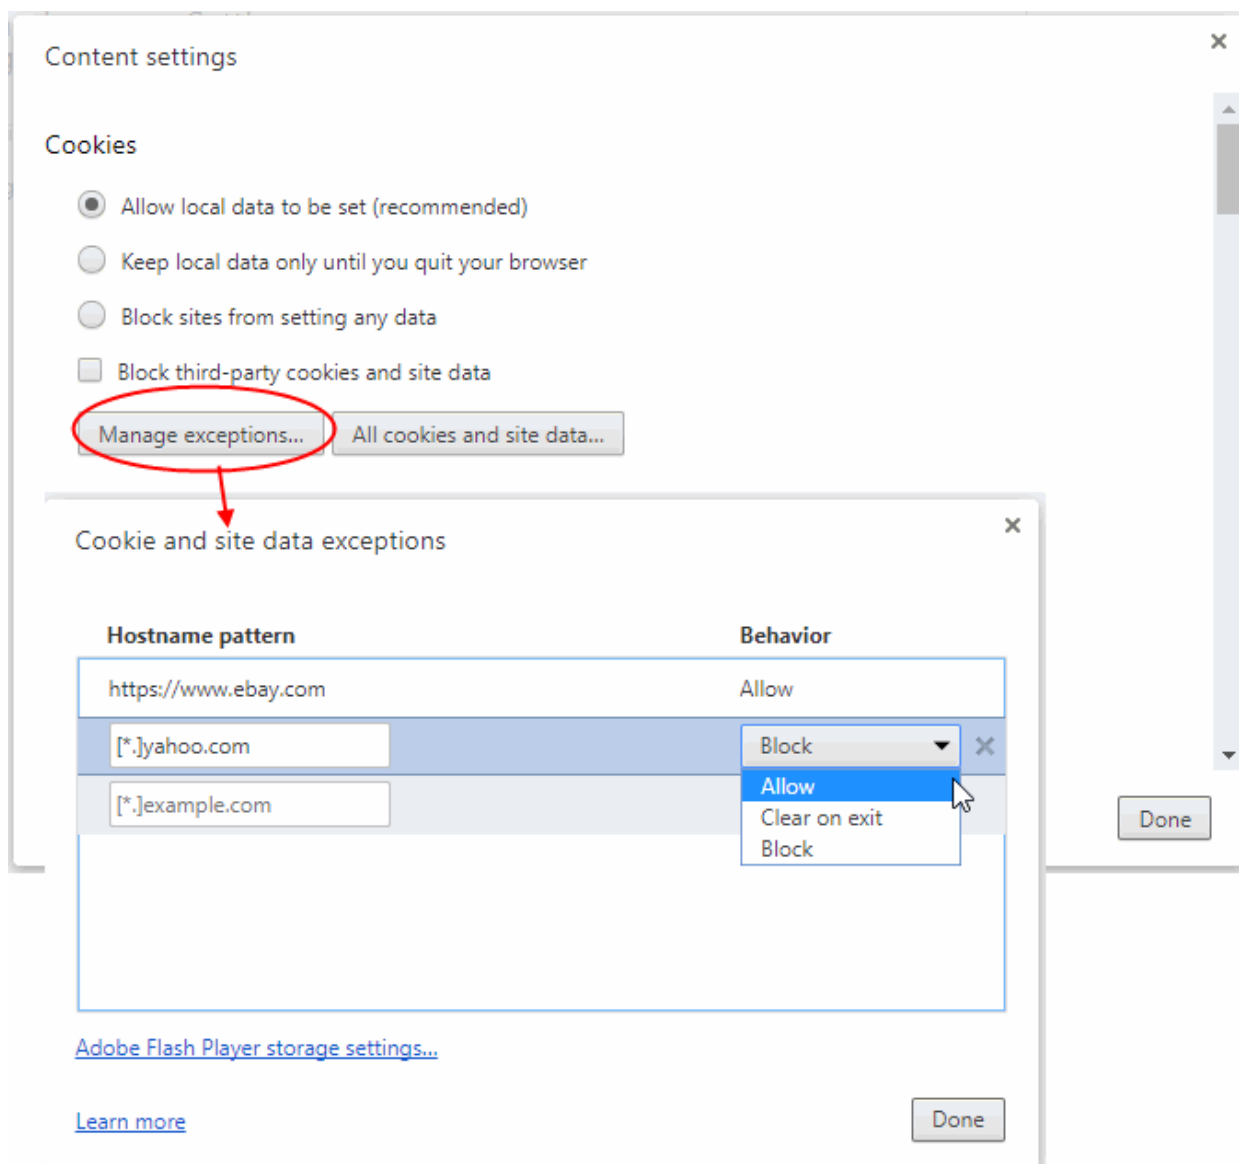 Content settings
Cookies
Allow local data to be set (recommended)
Keep local data only until you quit your browser
Block sites from setting any data
Block third-party cookies and site data
Manage exceptions... All cookies and site data...
Cookie and site data exceptions
Hostname pattern Behavior
https://www.ebay.com Allow
[*.]yahoo.com Block
Allow
[*.]example.com
Clear on exit
Block
Done
Adobe Flash Player storage settings...
Learn more Done